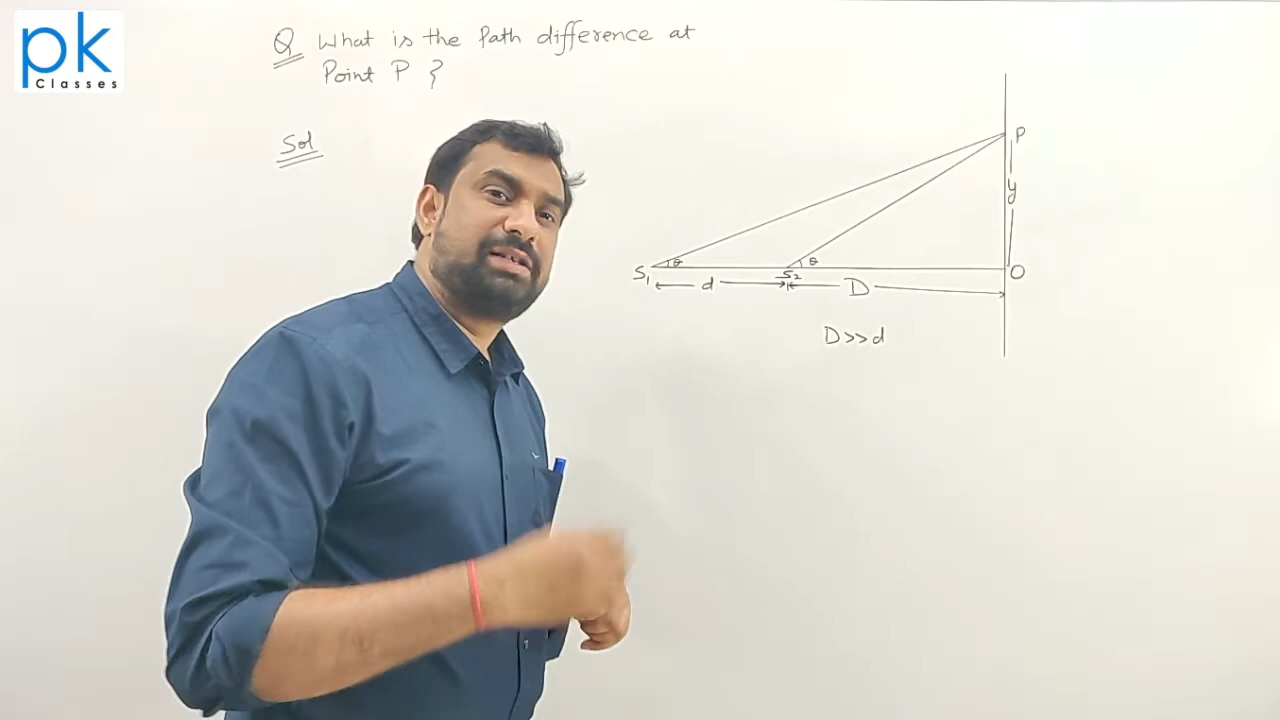 pk
Classes
Q What is the Path difference at
Point P ?
Sol
P
y
S1 θ S2 θ O
d D
D>>d